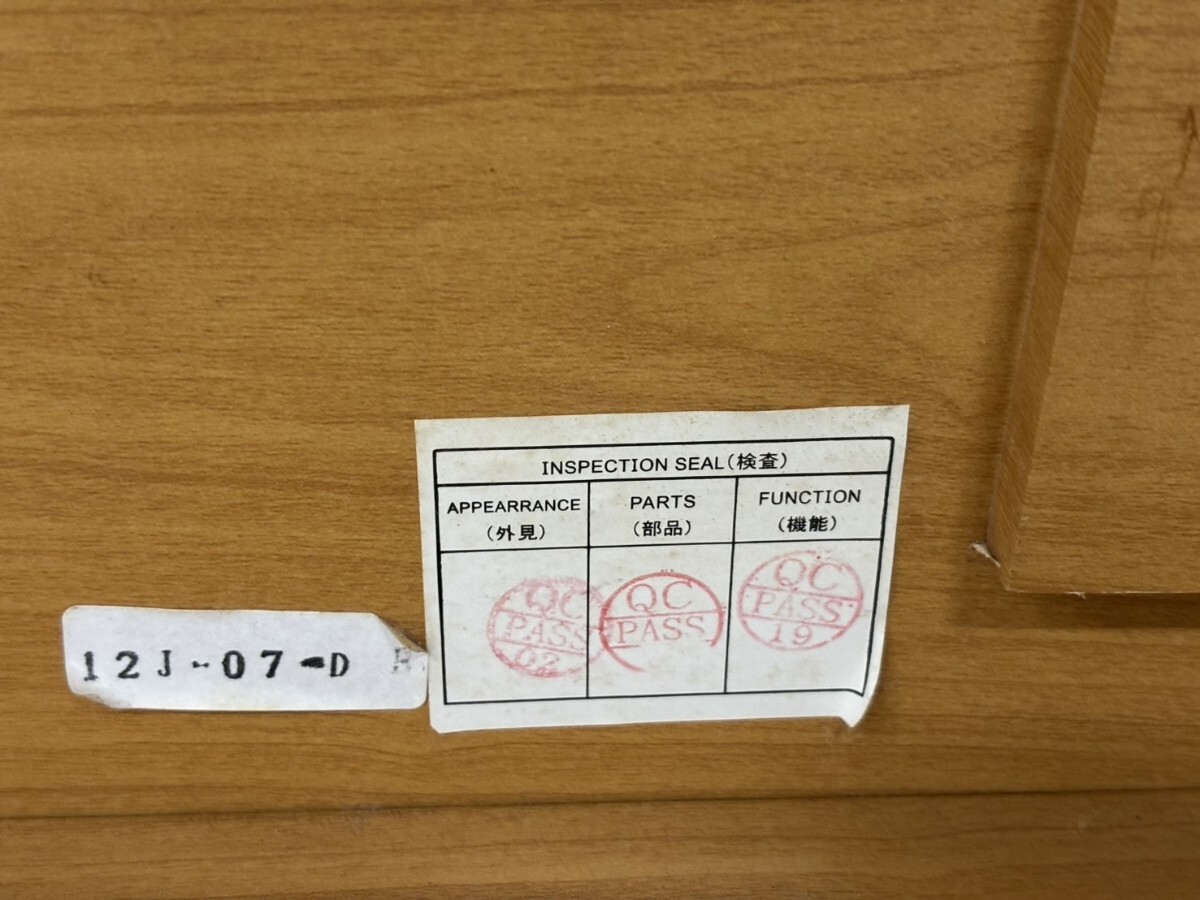 INSPECTION SEAL(検査)
APPEARRANCE
(外見)
PARTS
(部品)
FUNCTION
(機能)
QC
PASS
02
QC
PASS
QC
PASS
19
12J-07-D